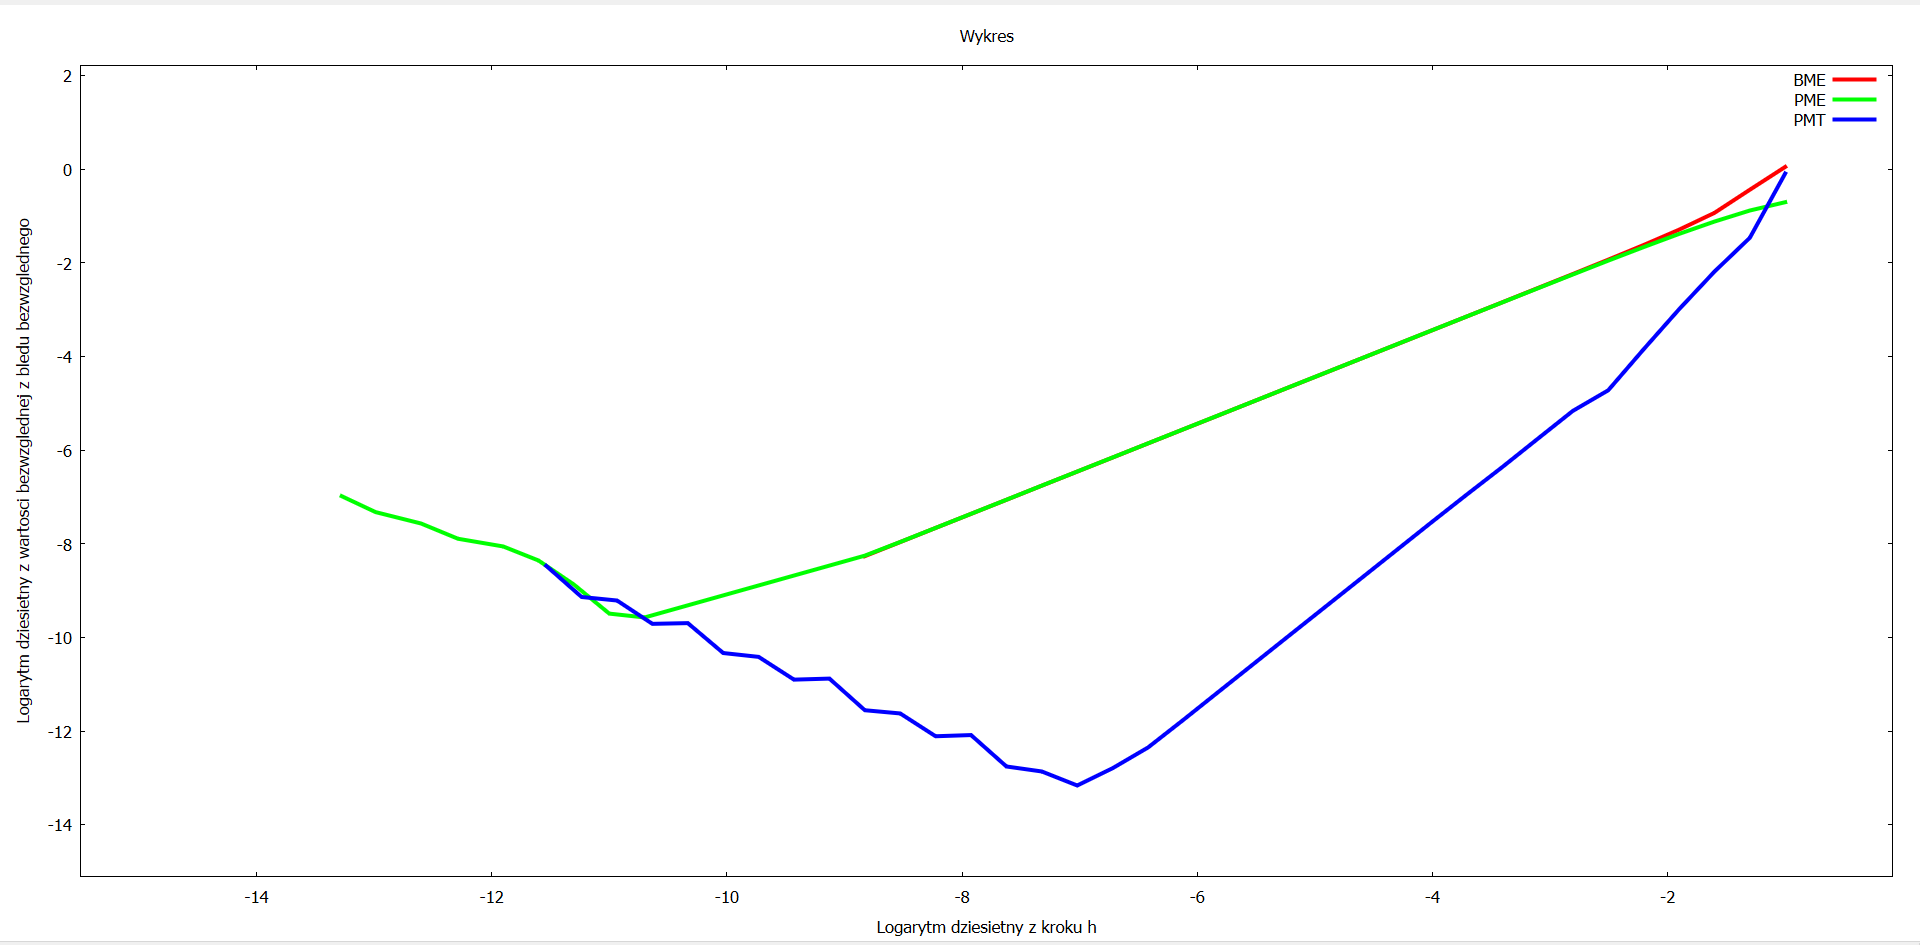 Wykres
BME
PME
PMT
2
0
-2
-4
-6
-8
-10
-12
-14
Logarytm dziesietny z wartosci bezwzglednej z bledu bezwzglednego
-14 -12 -10 -8 -6 -4 -2
Logarytm dziesietny z kroku h